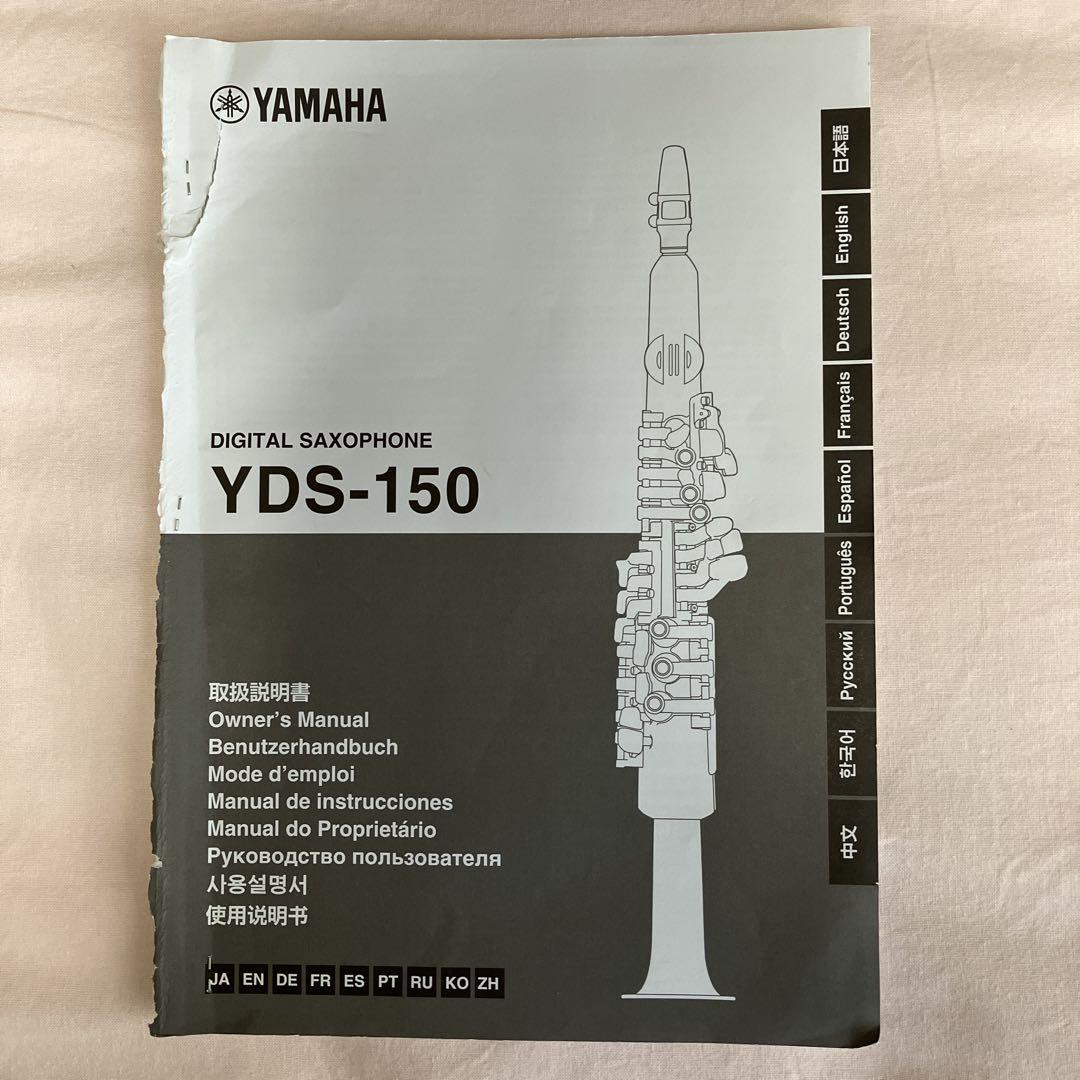 YAMAHA
DIGITAL SAXOPHONE
YDS-150
取扱説明書
Owner's Manual
Benutzerhandbuch
Mode d'emploi
Manual de instrucciones
Manual do Proprietário
Руководство пользователя
사용설명서
使用说明书
JA EN DE FR ES PT RU KO ZH
日本語
English
Deutsch
Français
Español
Português
Русский
한국어
中文